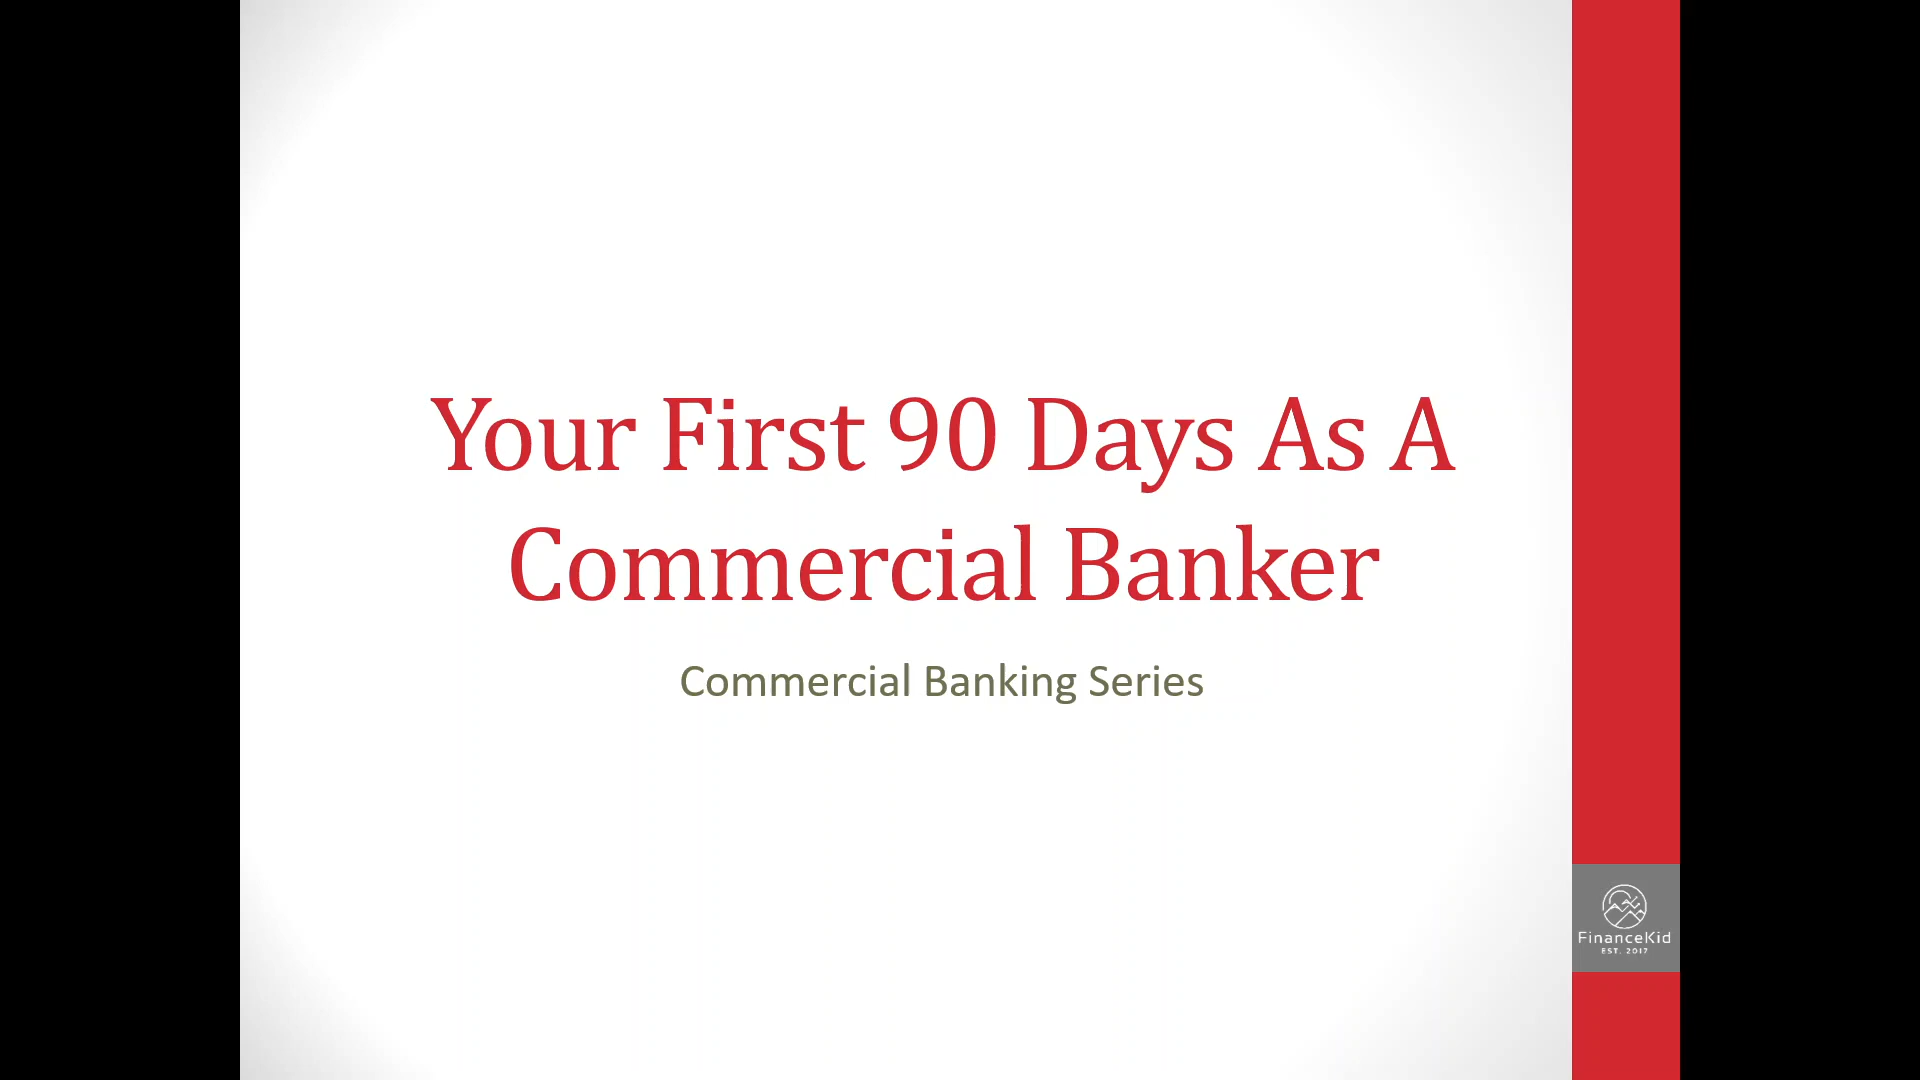 Your First 90 Days As A
Commercial Banker
Commercial Banking Series
FinanceKid
EST. 2017